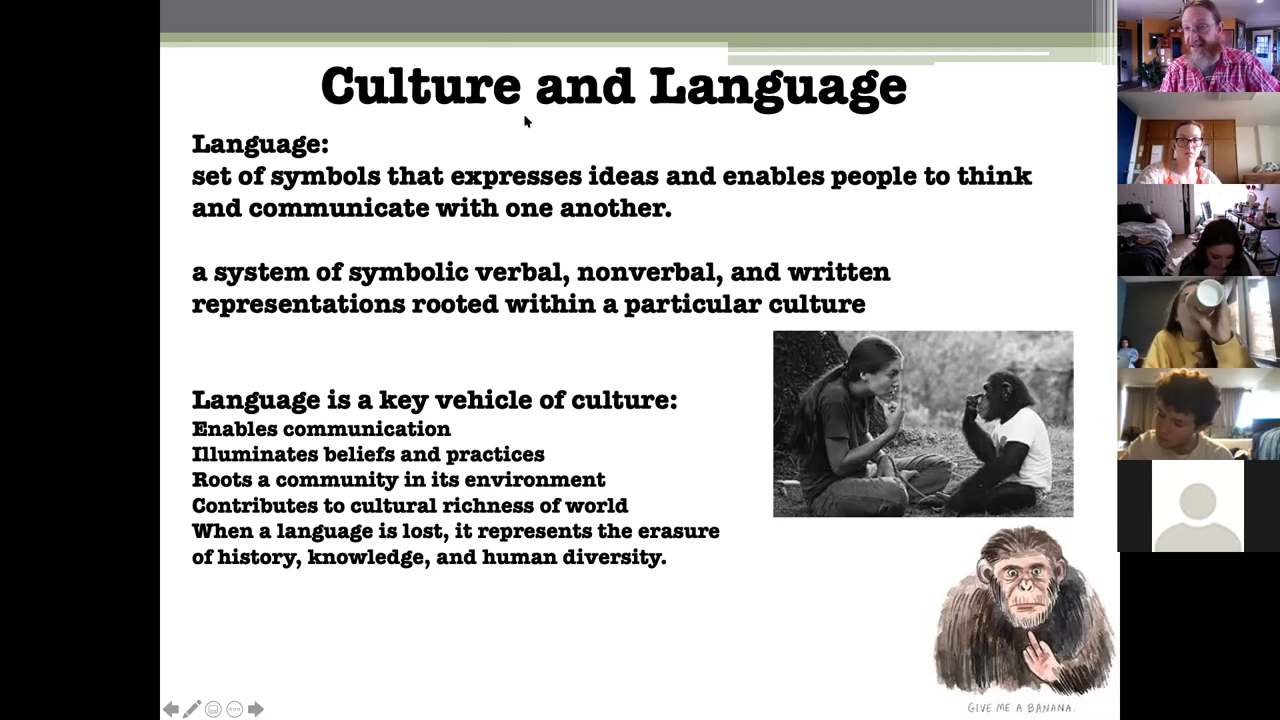 Culture and Language
Language:
set of symbols that expresses ideas and enables people to think
and communicate with one another.
a system of symbolic verbal, nonverbal, and written
representations rooted within a particular culture
Language is a key vehicle of culture:
Enables communication
Illuminates beliefs and practices
Roots a community in its environment
Contributes to cultural richness of world
When a language is lost, it represents the erasure
of history, knowledge, and human diversity.
GIVE ME A BANANA.